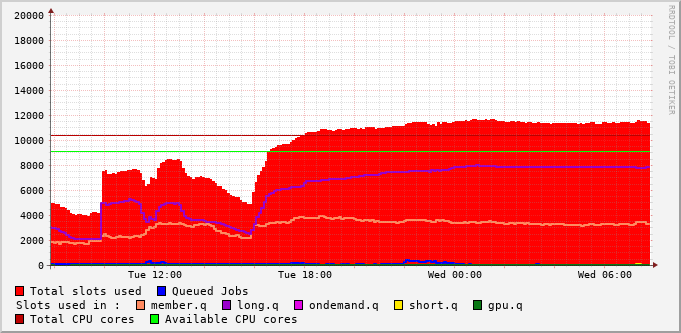 20000
18000
16000
14000
12000
10000
8000
6000
4000
2000
0
Tue 12:00 Tue 18:00 Wed 00:00 Wed 06:00
Total slots used Queued Jobs
Slots used in : member.q long.q ondemand.q short.q gpu.q
Total CPU cores Available CPU cores
RRDTOOL / TOBI OETIKER